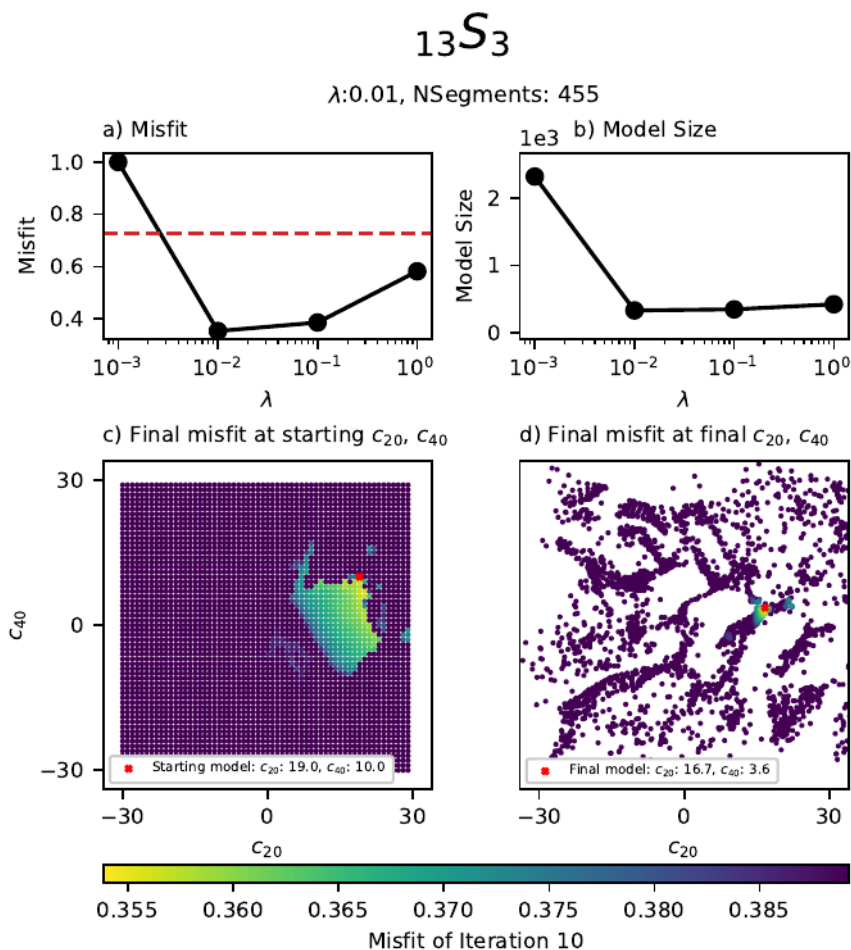 ₁₃S₃
λ:0.01, NSegments: 455
a) Misfit
b) Model Size
1e3
Misfit
1.0
0.8
0.6
0.4
10⁻³ 10⁻² 10⁻¹ 10⁰
λ
Model Size
2
1
0
10⁻³ 10⁻² 10⁻¹ 10⁰
λ
c) Final misfit at starting c₂₀, c₄₀
d) Final misfit at final c₂₀, c₄₀
c₄₀
30
0
−30
Starting model: c₂₀: 19.0, c₄₀: 10.0
Final model: c₂₀: 16.7, c₄₀: 3.6
−30 0 30
−30 0 30
c₂₀
c₂₀
0.355 0.360 0.365 0.370 0.375 0.380 0.385
Misfit of Iteration 10